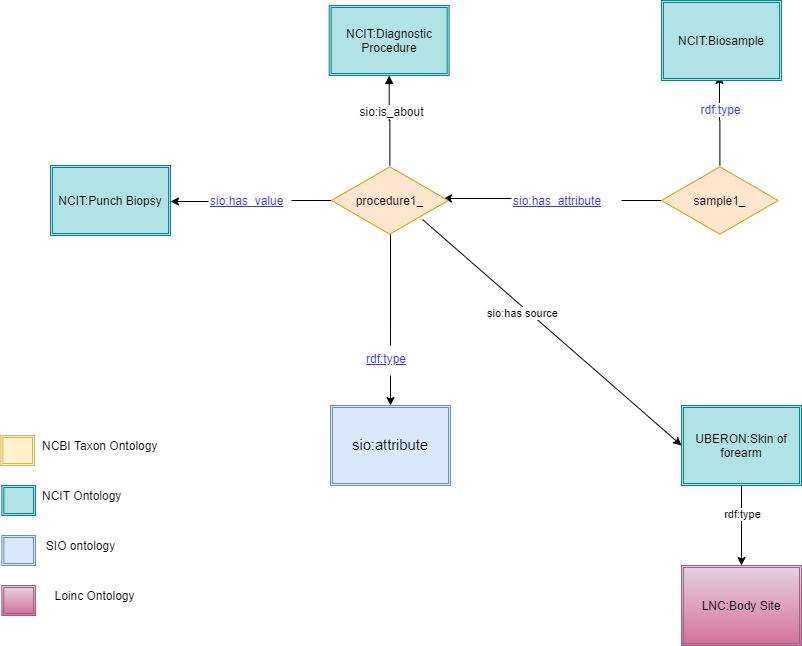 NCIT:Diagnostic
Procedure
NCIT:Biosample
sio:is_about
rdf:type
NCIT:Punch Biopsy
sio:has_value
procedure1_
sio:has_attribute
sample1_
sio:has source
rdf:type
sio:attribute
UBERON:Skin of
forearm
NCBI Taxon Ontology
NCIT Ontology
rdf:type
SIO ontology
Loinc Ontology
LNC:Body Site